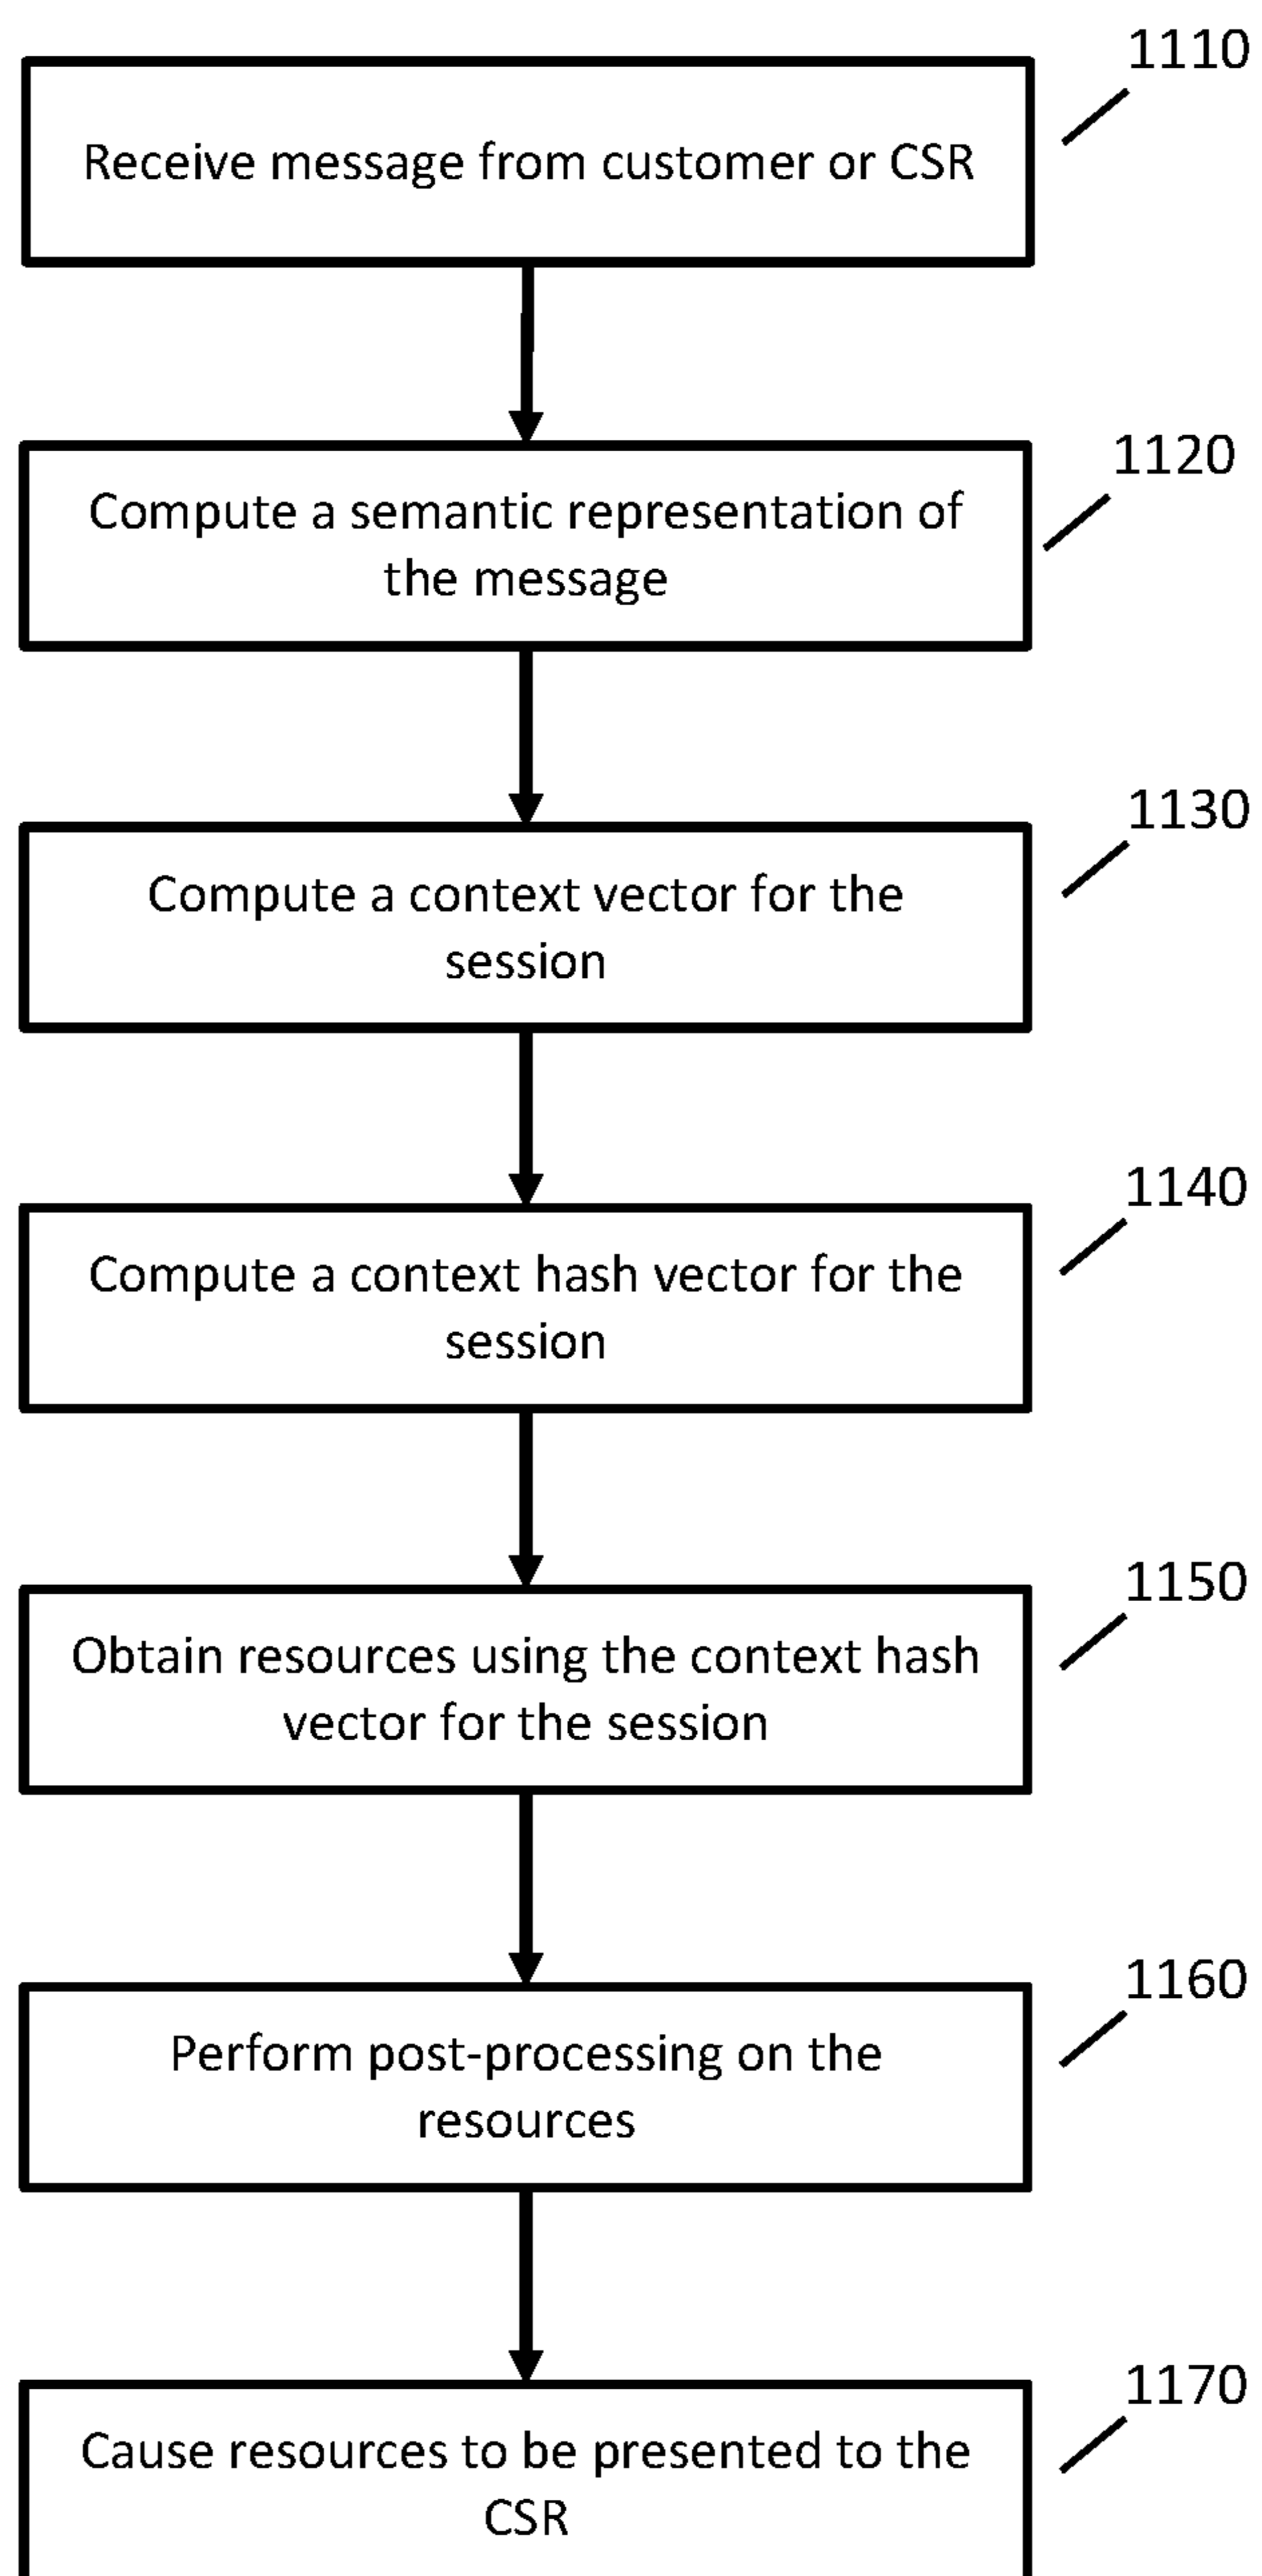 1110
Receive message from customer or CSR
1120
Compute a semantic representation of
the message
1130
Compute a context vector for the
session
1140
Compute a context hash vector for the
session
1150
Obtain resources using the context hash
vector for the session
1160
Perform post-processing on the
resources
1170
Cause resources to be presented to the
CSR